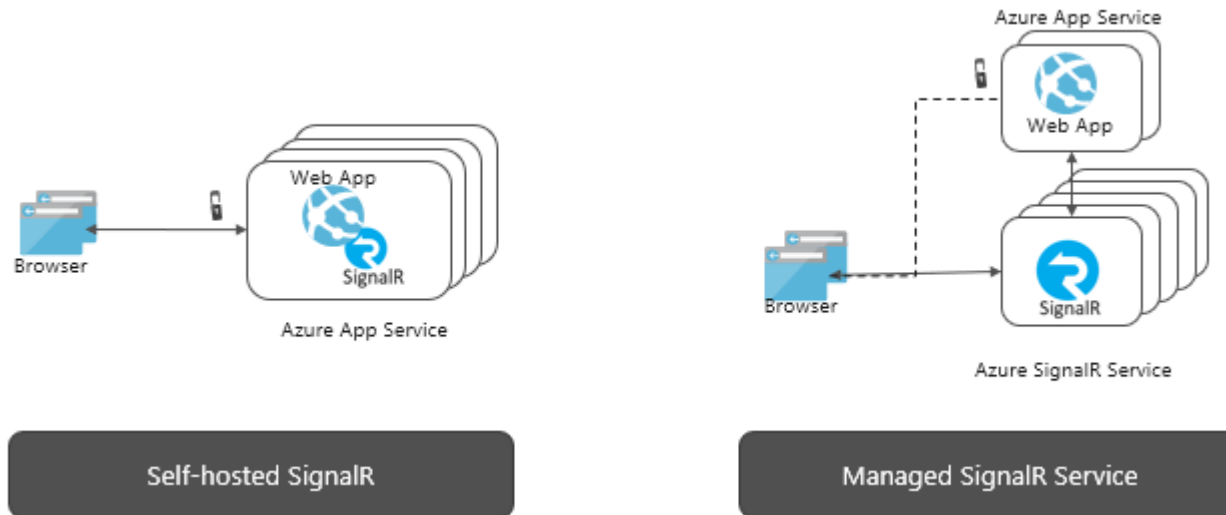 Web App
SignalR
Browser
Azure App Service
Self-hosted SignalR
Azure App Service
Web App
Browser
SignalR
Azure SignalR Service
Managed SignalR Service